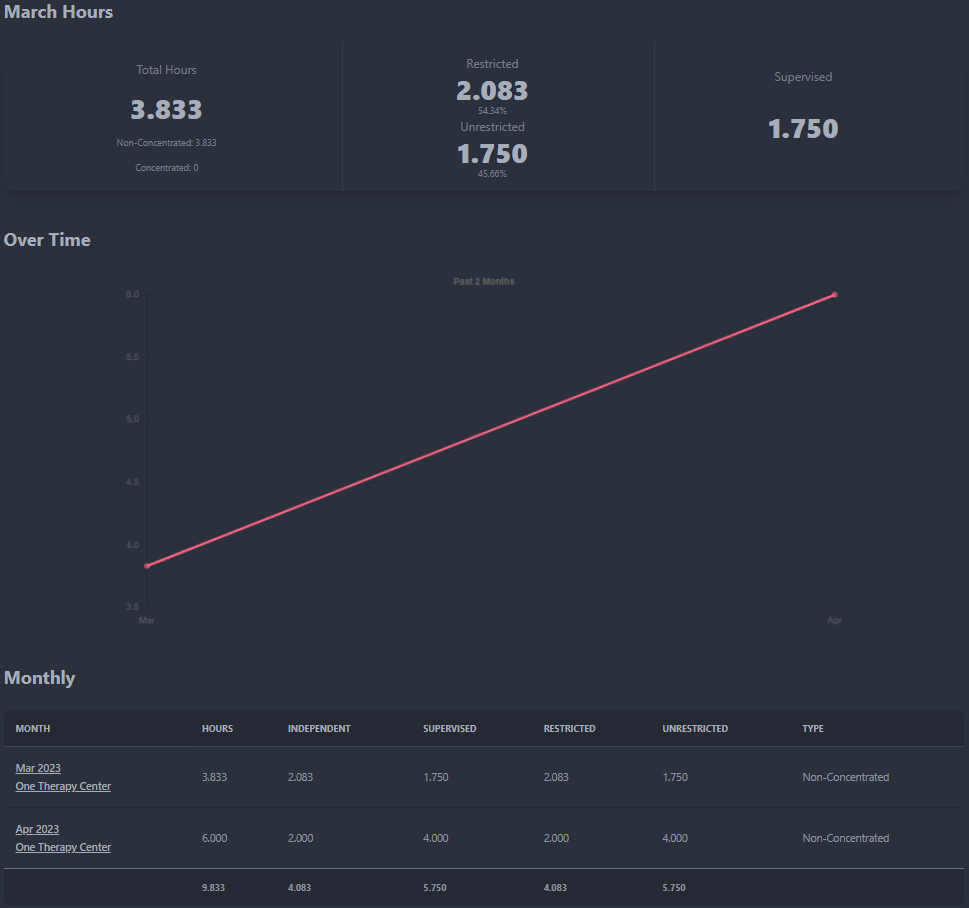 March Hours
Total Hours
3.833
Non-Concentrated: 3.833
Concentrated: 0
Restricted
2.083
54.34%
Unrestricted
1.750
45.66%
Supervised
1.750
Over Time
Past 2 Months
6.0
5.5
5.0
4.5
4.0
3.5
Mar Apr
Monthly
MONTH HOURS INDEPENDENT SUPERVISED RESTRICTED UNRESTRICTED TYPE
Mar 2023
One Therapy Center
3.833 2.083 1.750 2.083 1.750 Non-Concentrated
Apr 2023
One Therapy Center
6.000 2.000 4.000 2.000 4.000 Non-Concentrated
9.833 4.083 5.750 4.083 5.750